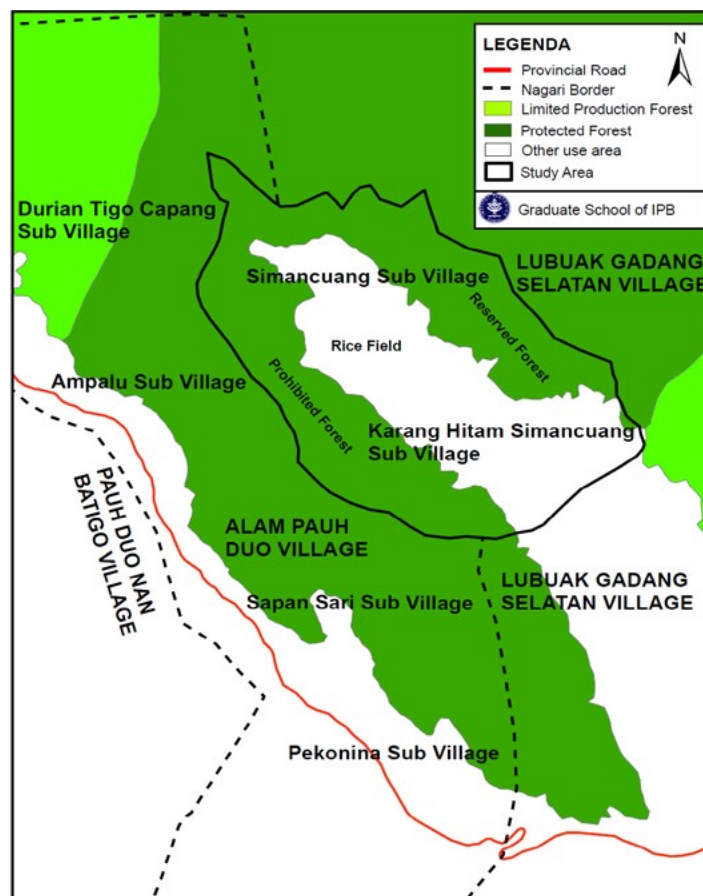 N
LEGENDA
Provincial Road
Nagari Border
Limited Production Forest
Protected Forest
Other use area
Study Area
Graduate School of IPB
Durian Tigo Capang
Sub Village
LUBUAK GADANG
SELATAN VILLAGE
Simancuang Sub Village
Reserved Forest
Rice Field
Ampalu Sub Village
Prohibited Forest
Karang Hitam Simancuang
Sub Village
PAUH DUO NAN
BATIGO VILLAGE
ALAM PAUH
DUO VILLAGE
LUBUAK GADANG
SELATAN VILLAGE
Sapan Sari Sub Village
Pekonina Sub Village